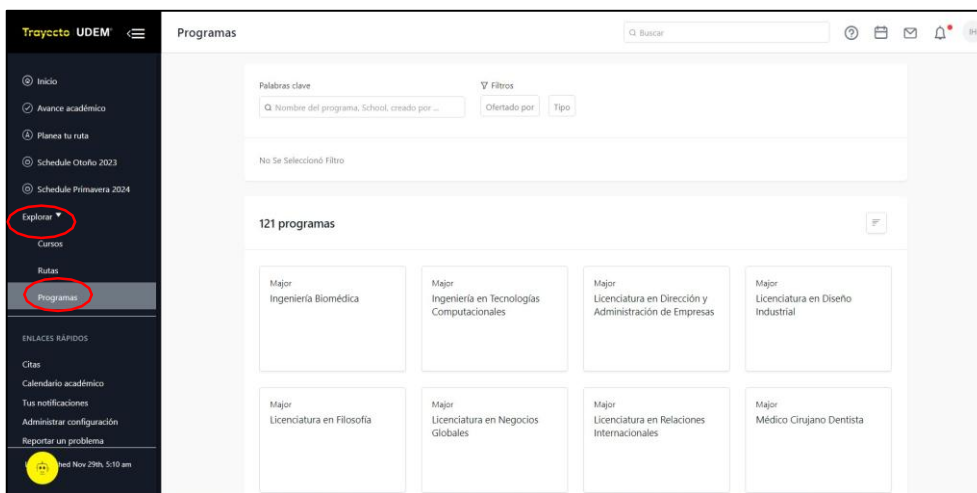 Trayecto UDEM
Programas
Buscar
IH
Inicio
Avance académico
Planea tu ruta
Schedule Otoño 2023
Schedule Primavera 2024
Explorar
Cursos
Rutas
Programas
ENLACES RÁPIDOS
Citas
Calendario académico
Tus notificaciones
Administrar configuración
Reportar un problema
hed Nov 29th, 5:10 am
Palabras clave
Filtros
Nombre del programa, School, creado por ...
Ofertado por
Tipo
No Se Seleccionó Filtro
121 programas
Major
Ingeniería Biomédica
Major
Ingeniería en Tecnologías
Computacionales
Major
Licenciatura en Dirección y
Administración de Empresas
Major
Licenciatura en Diseño
Industrial
Major
Licenciatura en Filosofía
Major
Licenciatura en Negocios
Globales
Major
Licenciatura en Relaciones
Internacionales
Major
Médico Cirujano Dentista